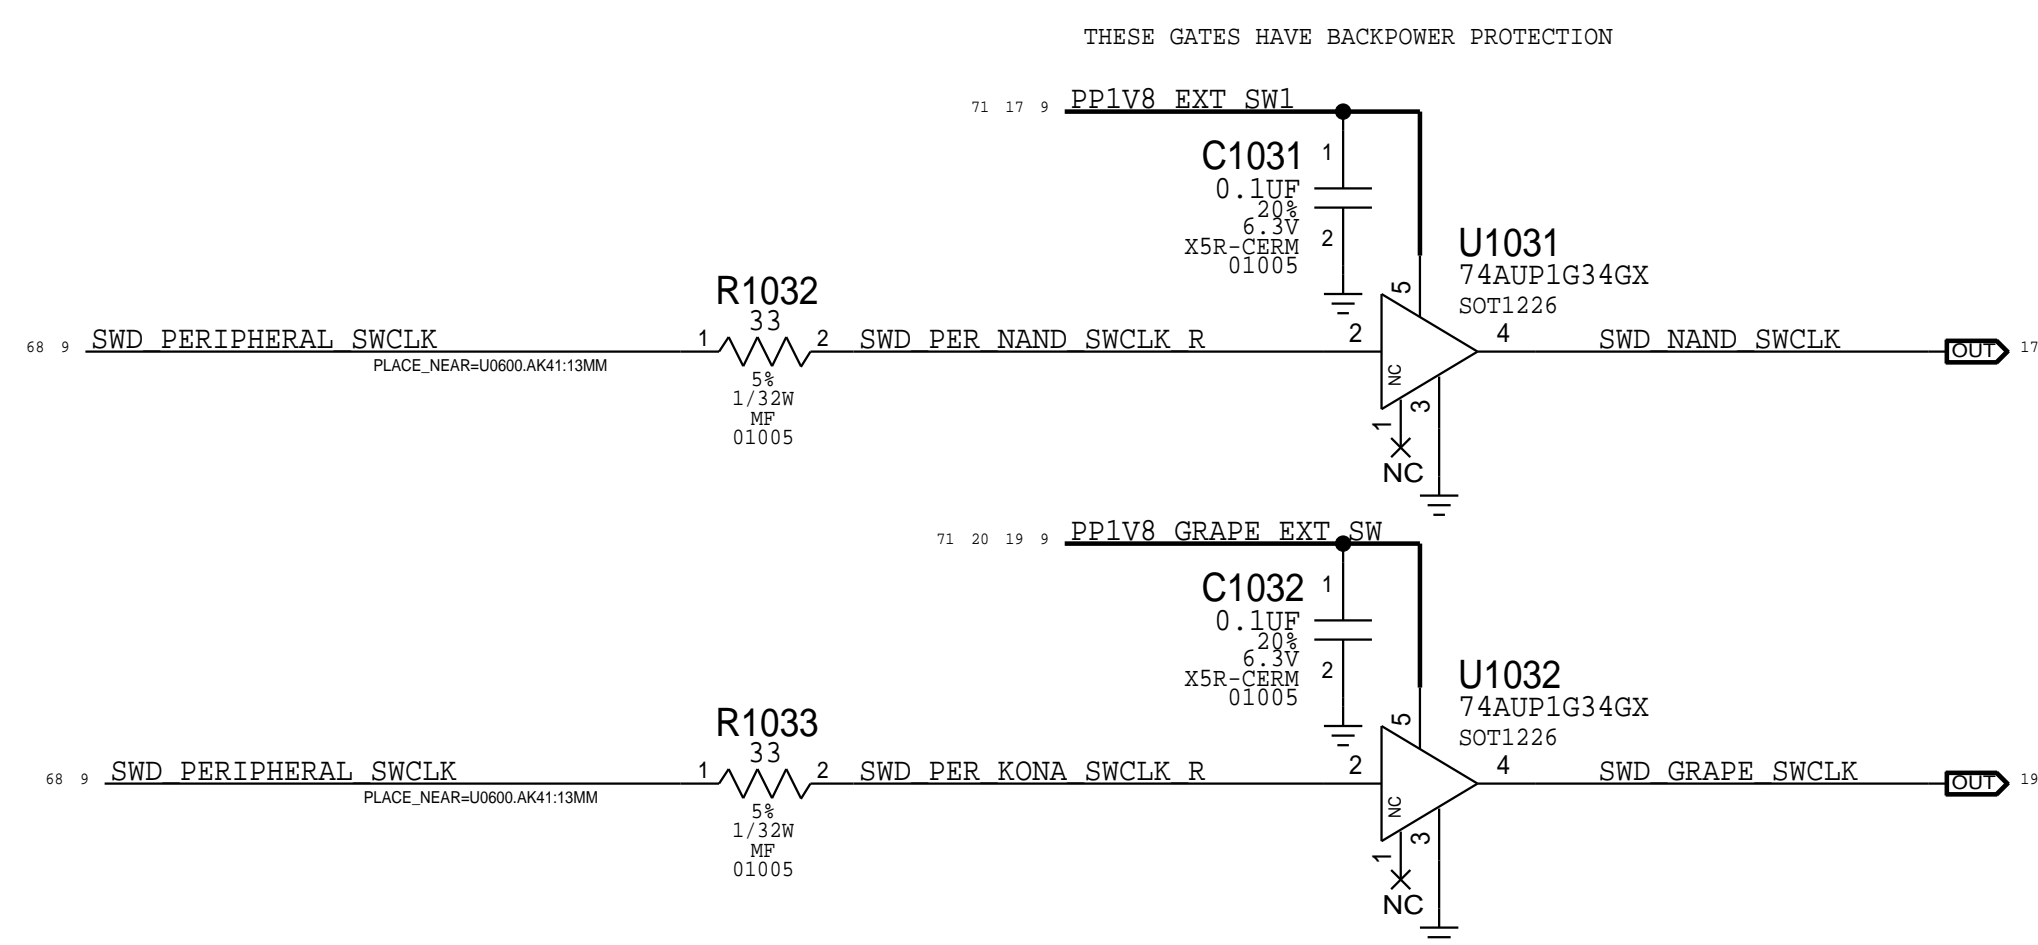 THESE GATES HAVE BACKPOWER PROTECTION
71 17 9 PP1V8_EXT_SW1
C1031 1
0.1UF
20%
6.3V
X5R-CERM 2
01005
U1031
74AUP1G34GX
SOT1226
R1032
33
68 9 SWD_PERIPHERAL_SWCLK 1 2 SWD_PER_NAND_SWCLK_R 2 5 4 SWD_NAND_SWCLK OUT 17
PLACE_NEAR=U0600.AK41:13MM
5%
1/32W
MF
01005
NC
1 3
NC
71 20 19 9 PP1V8_GRAPE_EXT_SW
C1032 1
0.1UF
20%
6.3V
X5R-CERM 2
01005
U1032
74AUP1G34GX
SOT1226
R1033
33
68 9 SWD_PERIPHERAL_SWCLK 1 2 SWD_PER_KONA_SWCLK_R 2 5 4 SWD_GRAPE_SWCLK OUT 19
PLACE_NEAR=U0600.AK41:13MM
5%
1/32W
MF
01005
NC
1 3
NC